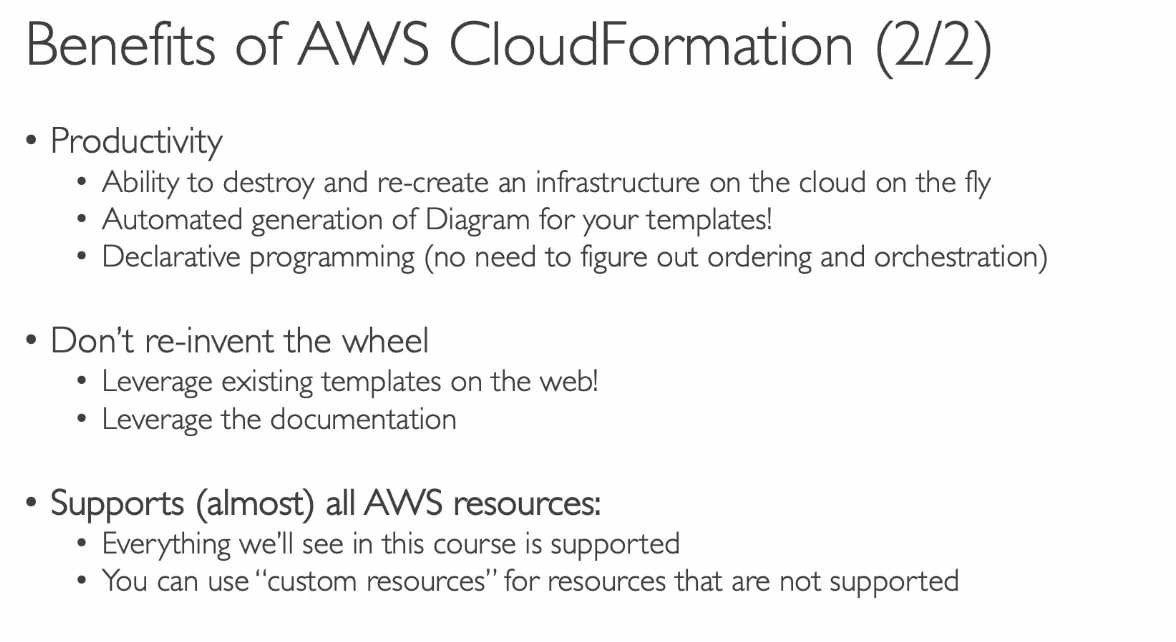 Benefits of AWS CloudFormation (2/2)
• Productivity
• Ability to destroy and re-create an infrastructure on the cloud on the fly
• Automated generation of Diagram for your templates!
• Declarative programming (no need to figure out ordering and orchestration)
• Don’t re-invent the wheel
• Leverage existing templates on the web!
• Leverage the documentation
• Supports (almost) all AWS resources:
• Everything we’ll see in this course is supported
• You can use “custom resources” for resources that are not supported